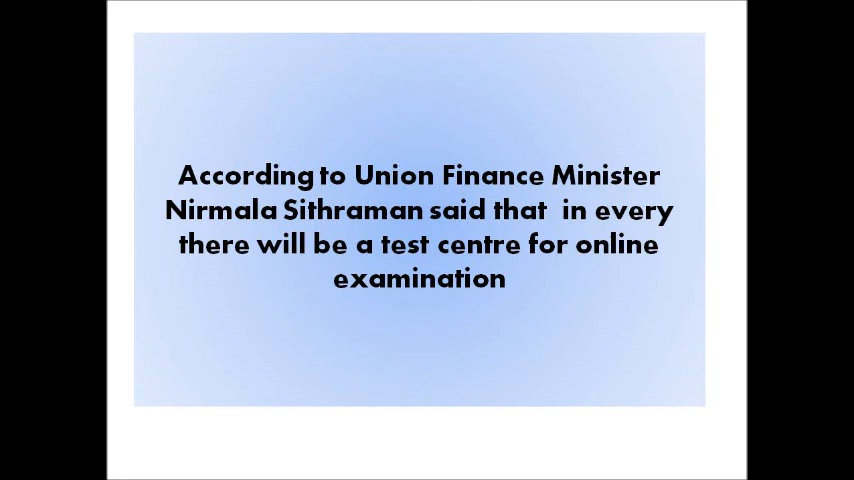 According to Union Finance Minister
Nirmala Sithraman said that  in every
there will be a test centre for online
examination